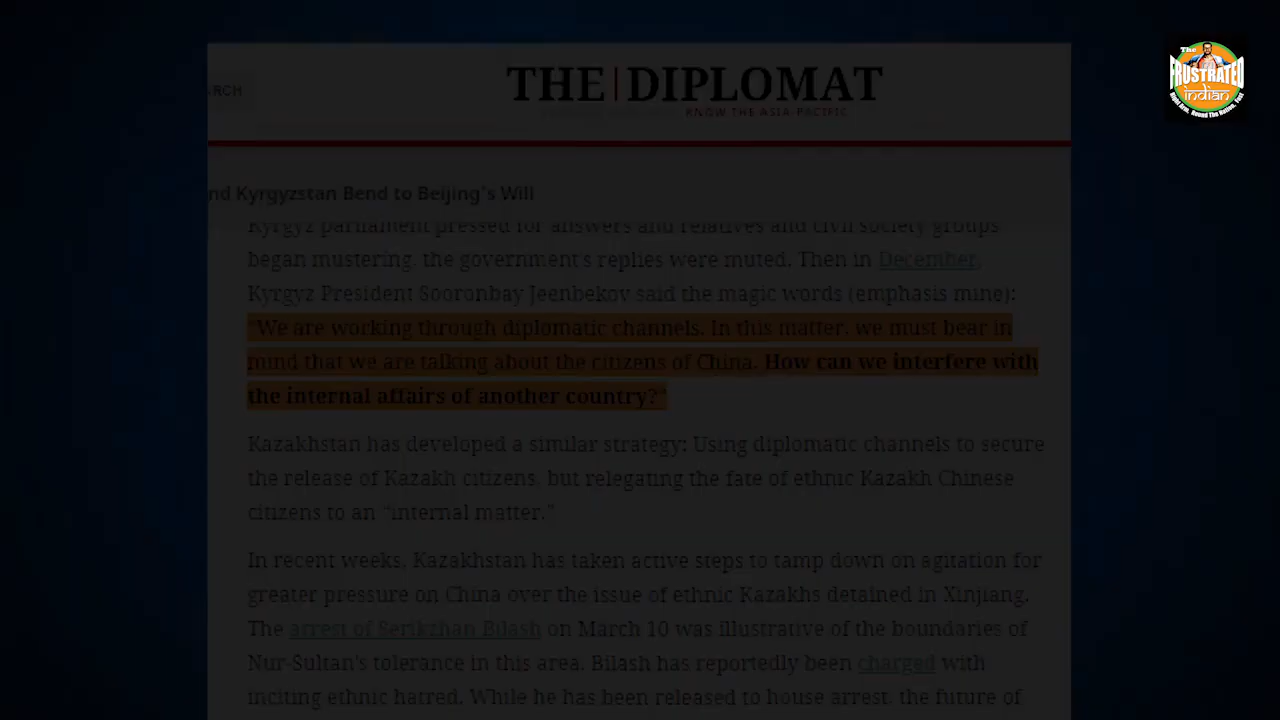 The
FRUSTRATED
indian
RCH
THE | DIPLOMAT
KNOW THE ASIA-PACIFIC
nd Kyrgyzstan Bend to Beijing's Will
Kyrgyz parliament pressed for answers and relatives and civil society groups
began mustering, the government's replies were muted. Then in December,
Kyrgyz President Sooronbay Jeenbekov said the magic words (emphasis mine):
"We are working through diplomatic channels. In this matter, we must bear in
mind that we are talking about the citizens of China. How can we interfere with
the internal affairs of another country?"
Kazakhstan has developed a similar strategy: Using diplomatic channels to secure
the release of Kazakh citizens, but relegating the fate of ethnic Kazakh Chinese
citizens to an "internal matter."
In recent weeks, Kazakhstan has taken active steps to tamp down on agitation for
greater pressure on China over the issue of ethnic Kazakhs detained in Xinjiang.
The arrest of Serikzhan Bilash on March 10 was illustrative of the boundaries of
Nur-Sultan's tolerance in this area. Bilash has reportedly been charged with
inciting ethnic hatred. While he has been released to house arrest, the future of